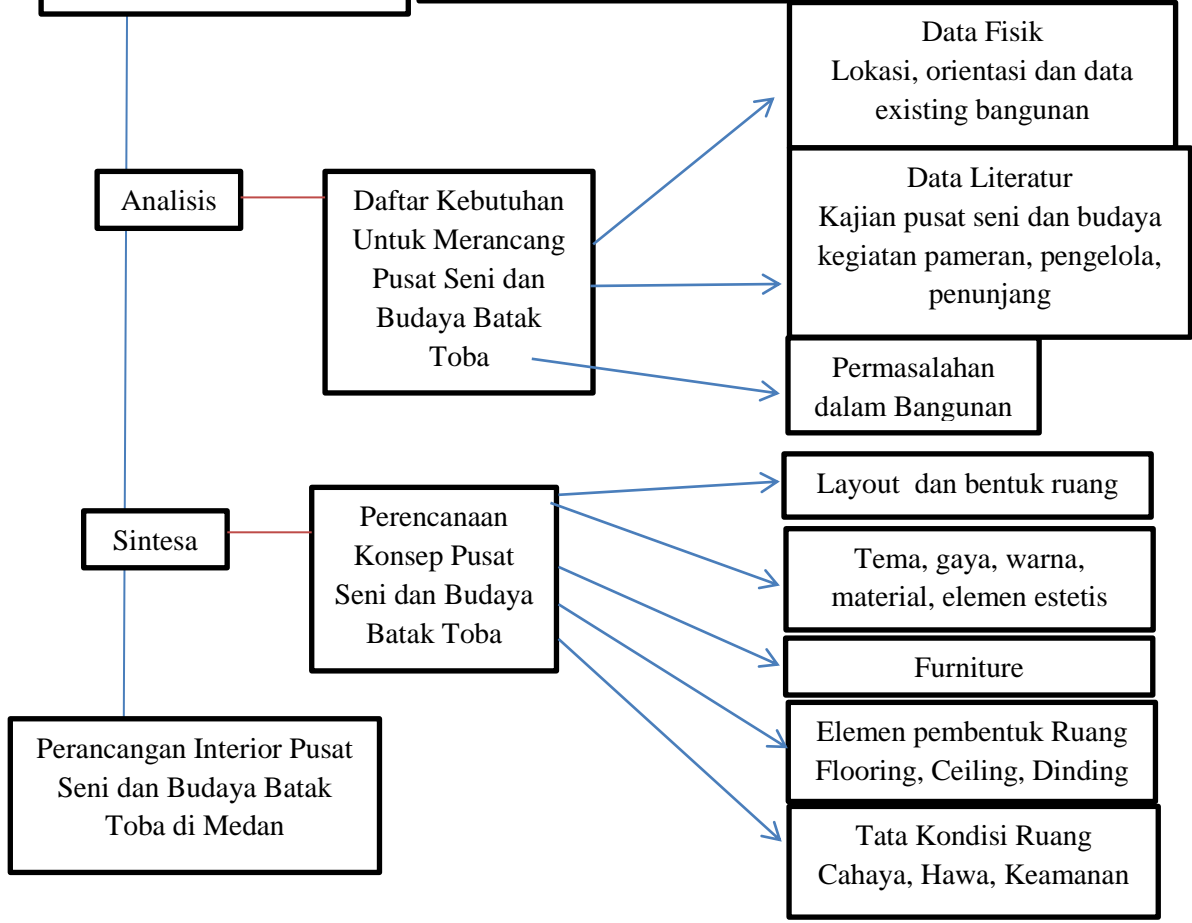 Data Fisik
Lokasi, orientasi dan data
existing bangunan
Analisis
Daftar Kebutuhan
Untuk Merancang
Pusat Seni dan
Budaya Batak
Toba
Data Literatur
Kajian pusat seni dan budaya
kegiatan pameran, pengelola,
penunjang
Permasalahan
dalam Bangunan
Sintesa
Perencanaan
Konsep Pusat
Seni dan Budaya
Batak Toba
Layout dan bentuk ruang
Tema, gaya, warna,
material, elemen estetis
Furniture
Elemen pembentuk Ruang
Flooring, Ceiling, Dinding
Tata Kondisi Ruang
Cahaya, Hawa, Keamanan
Perancangan Interior Pusat
Seni dan Budaya Batak
Toba di Medan